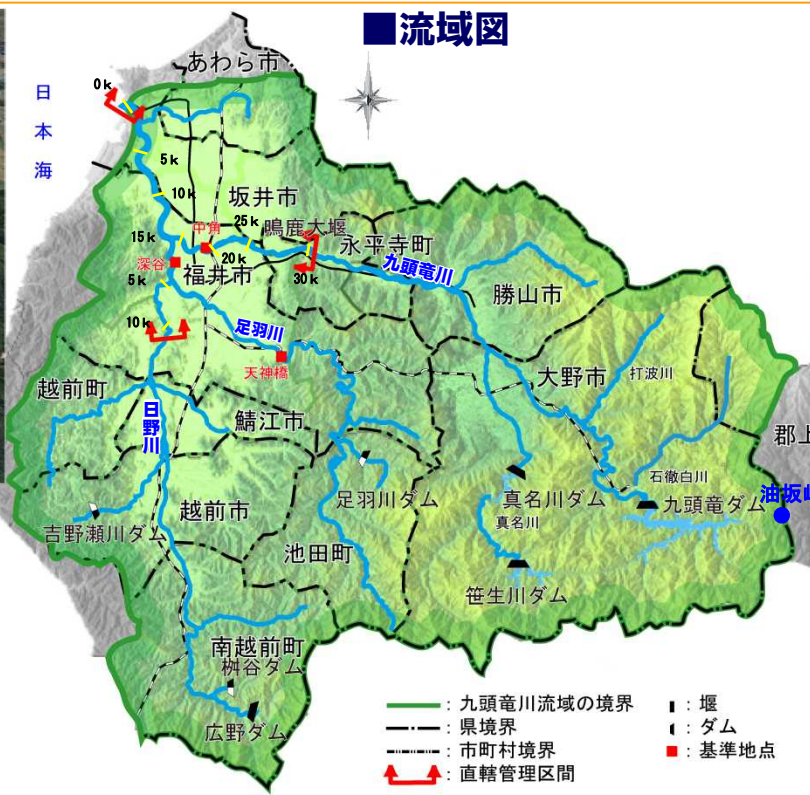 ■流域図
あわら市
0k
日本海
5k
10k
坂井市
中角
25k
鳴鹿大堰
15k
永平寺町
深谷
福井市
20k
九頭竜川
30k
5k
勝山市
10k
足羽川
天神橋
大野市
打波川
越前町
日野川
鯖江市
郡上
石徹白川
足羽川ダム
真名川ダム
九頭竜ダム
油坂
越前市
真名川
吉野瀬川ダム
池田町
笹生川ダム
南越前町
桝谷ダム
広野ダム
:九頭竜川流域の境界
:堰
:県境界
:ダム
:市町村境界
:基準地点
:直轄管理区間